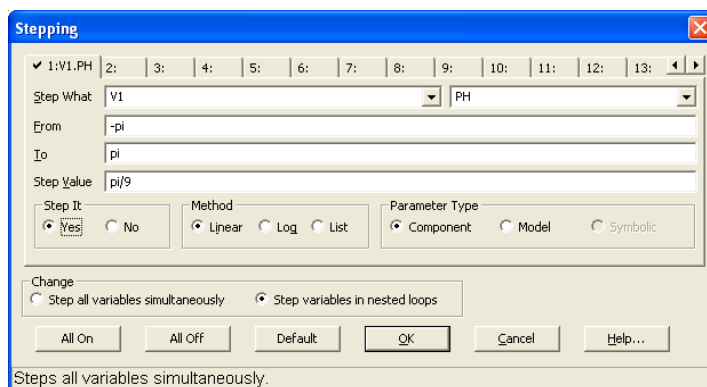 Stepping
✔ 1:V1.PH 2: 3: 4: 5: 6: 7: 8: 9: 10: 11: 12: 13:
Step What V1 PH
From -pi
To pi
Step Value pi/9
Step It Method Parameter Type
Yes No Linear Log List Component Model Symbolic
Change
Step all variables simultaneously Step variables in nested loops
All On All Off Default OK Cancel Help...
Steps all variables simultaneously.